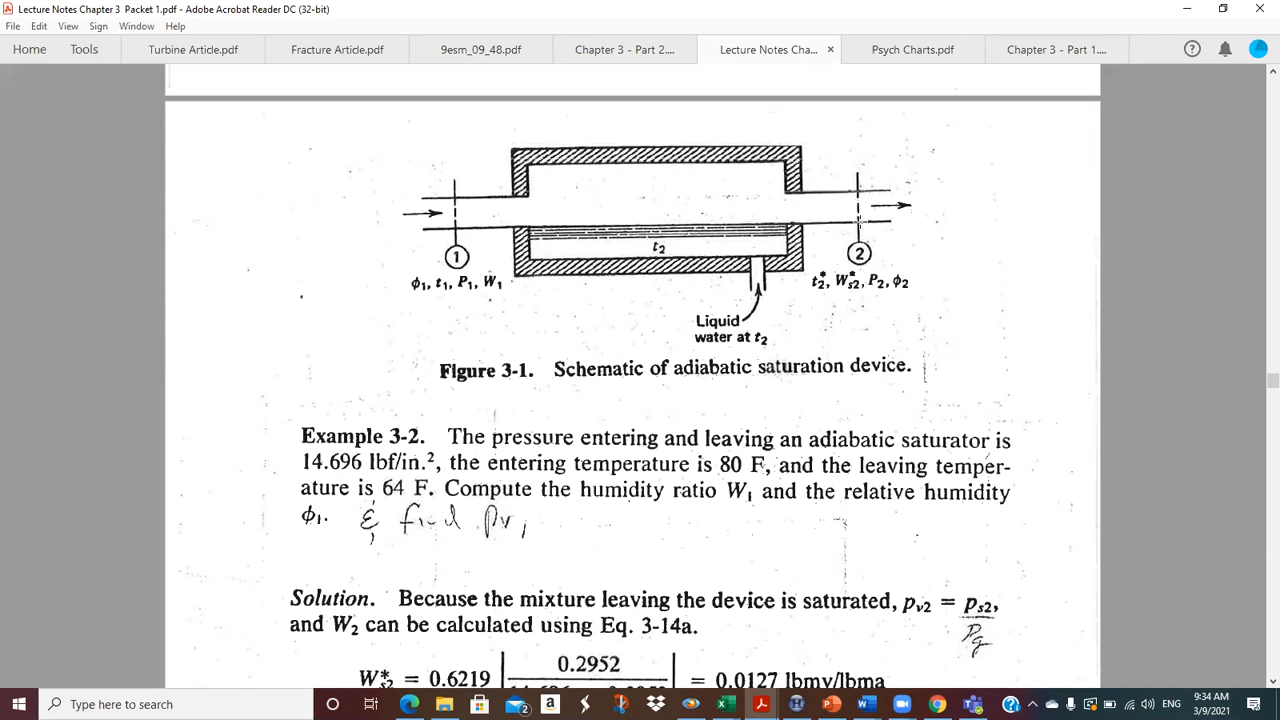 Lecture Notes Chapter 3 Packet 1.pdf - Adobe Acrobat Reader DC (32-bit)
File Edit View Sign Window Help
Home Tools Turbine Article.pdf Fracture Article.pdf 9esm_09_48.pdf Chapter 3 - Part 2.... Lecture Notes Cha... Psych Charts.pdf Chapter 3 - Part 1....
t₂
1
2
ϕ₁, t₁, P₁, W₁
t₂*, W*s2, P₂, ϕ₂
Liquid
water at t₂
Figure 3-1. Schematic of adiabatic saturation device.
Example 3-2. The pressure entering and leaving an adiabatic saturator is
14.696 lbf/in.², the entering temperature is 80 F, and the leaving temper-
ature is 64 F. Compute the humidity ratio W₁ and the relative humidity
ϕ₁. & find Pv₁
Solution. Because the mixture leaving the device is saturated, pv2 = ps2,
Pg
and W₂ can be calculated using Eq. 3-14a.
0.2952
W*s2 = 0.6219 = 0.0127 lbmv/lbma
Type here to search
2
ENG
9:34 AM
3/9/2021